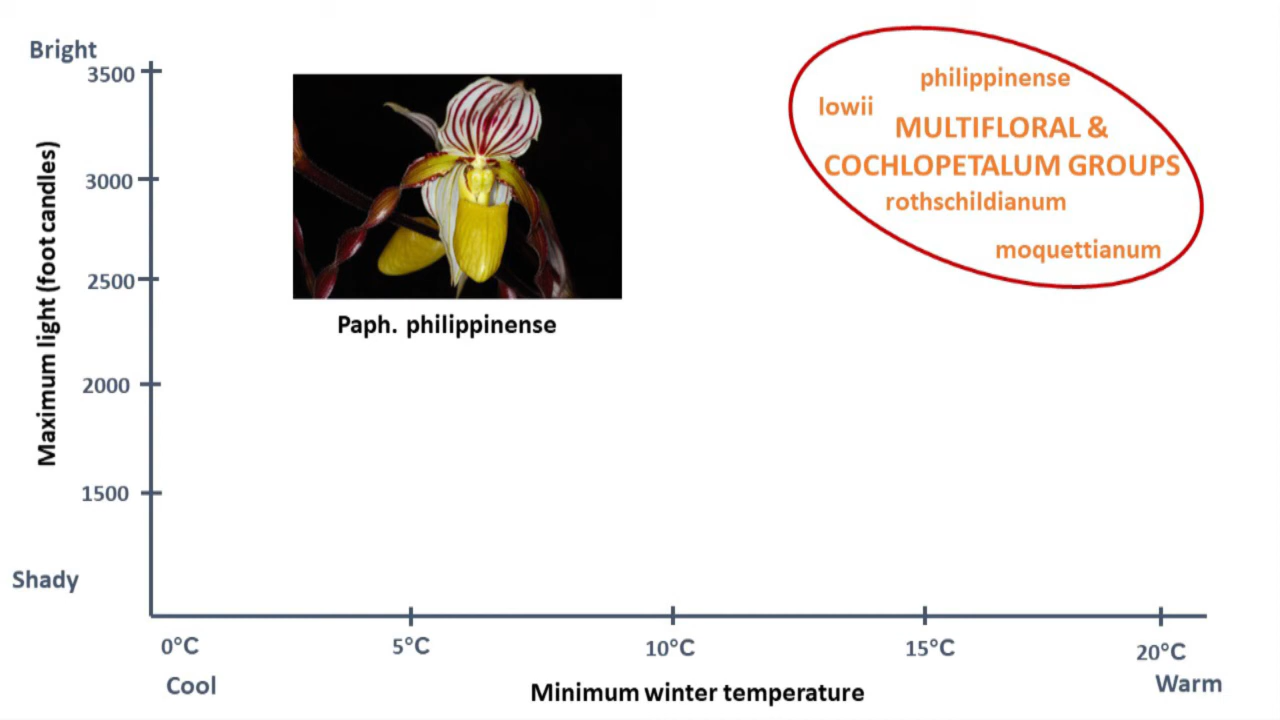 Bright
3500
3000
2500
2000
1500
Shady
Maximum light (foot candles)
Paph. philippinense
philippinense
lowii
MULTIFLORAL &
COCHLOPETALUM GROUPS
rothschildianum
moquettianum
0°C
5°C
10°C
15°C
20°C
Cool
Minimum winter temperature
Warm